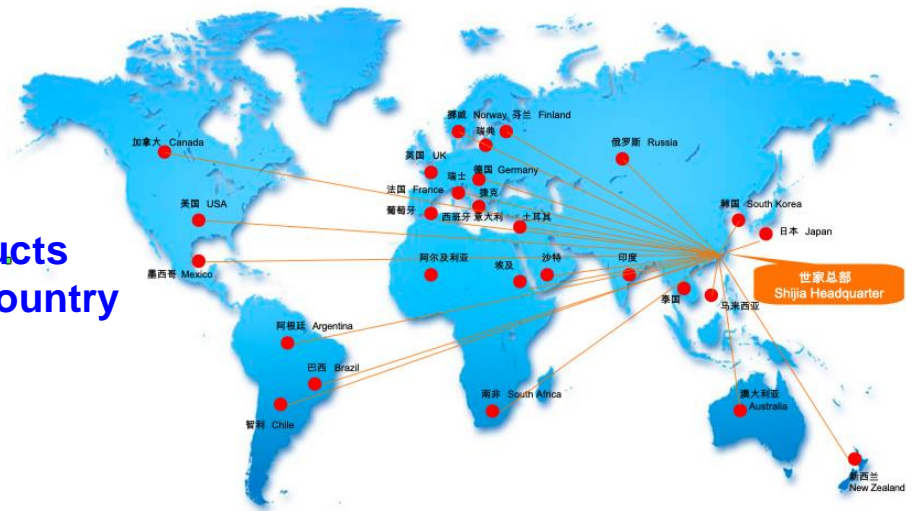 挪威 Norway, 芬兰 Finland
瑞典
加拿大 Canada
英国 UK
俄罗斯 Russia
瑞士
德国 Germany
法国 France
捷克
美国 USA
葡萄牙
西班牙 意大利
土耳其
韩国 South Korea
日本 Japan
ucts
ountry
墨西哥 Mexico
阿尔及利亚
埃及
沙特
印度
泰国
马来西亚
世家总部
Shijia Headquarter
阿根廷 Argentina
巴西 Brazil
智利 Chile
南非 South Africa
澳大利亚
Australia
新西兰
New Zealand